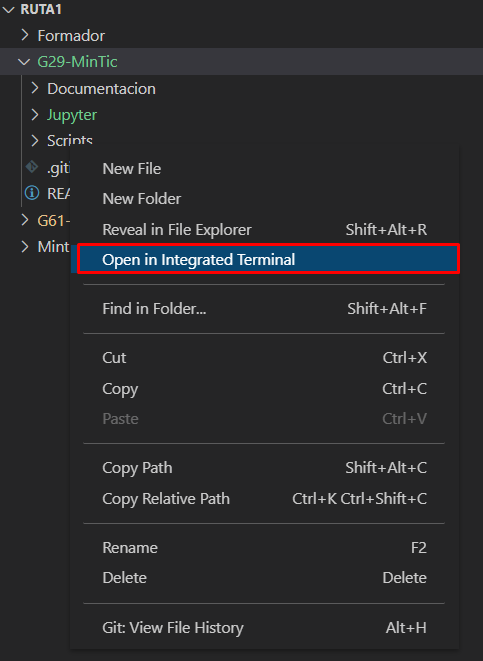 RUTA1
Formador
G29-MinTic
Documentacion
Jupyter
Scripts
.giti
REA
G61-
Mint
New File
New Folder
Reveal in File Explorer Shift+Alt+R
Open in Integrated Terminal
Find in Folder... Shift+Alt+F
Cut Ctrl+X
Copy Ctrl+C
Paste Ctrl+V
Copy Path Shift+Alt+C
Copy Relative Path Ctrl+K Ctrl+Shift+C
Rename F2
Delete Delete
Git: View File History Alt+H